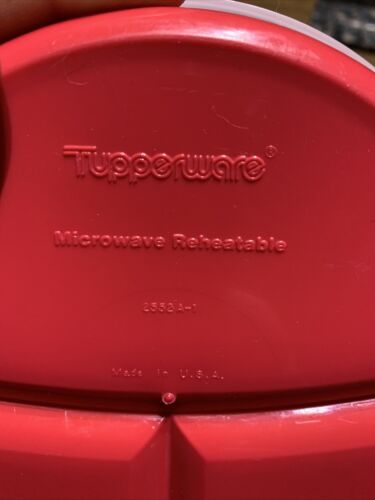 Tupperware®
Microwave Reheatable
2552A-1
Made in U.S.A.